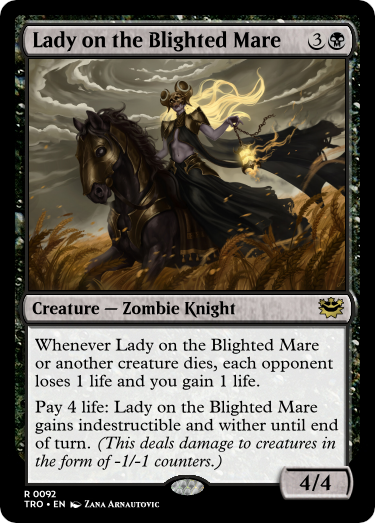 Lady on the Blighted Mare 3
Creature — Zombie Knight
Whenever Lady on the Blighted Mare
or another creature dies, each opponent
loses 1 life and you gain 1 life.
Pay 4 life: Lady on the Blighted Mare
gains indestructible and wither until end
of turn. (This deals damage to creatures in
the form of -1/-1 counters.)
4/4
R 0092
TRO • EN Zana Arnautovic